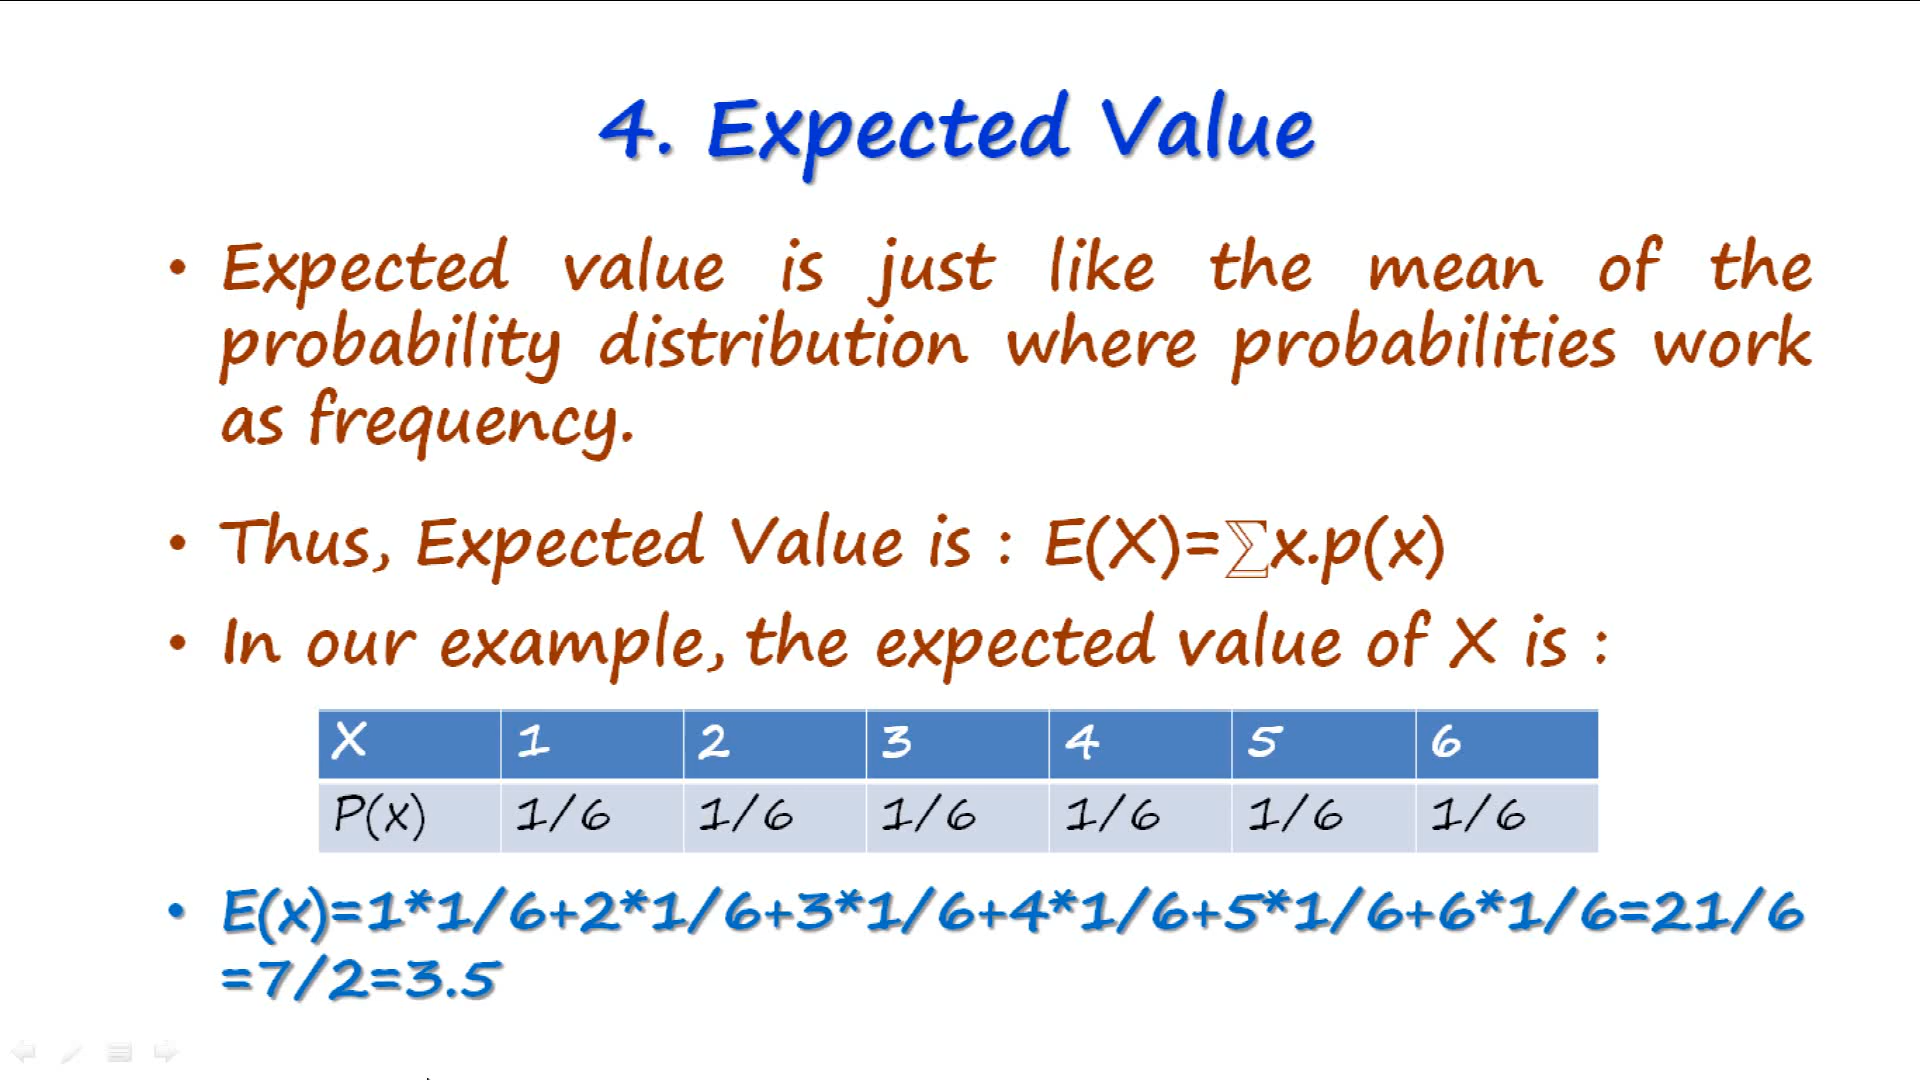 4. Expected Value
• Expected value is just like the mean of the
probability distribution where probabilities work
as frequency.
• Thus, Expected Value is : E(X)=∑x.p(x)
• In our example, the expected value of X is :
X 1 2 3 4 5 6
P(x) 1/6 1/6 1/6 1/6 1/6 1/6
• E(x)=1*1/6+2*1/6+3*1/6+4*1/6+5*1/6+6*1/6=21/6
=7/2=3.5